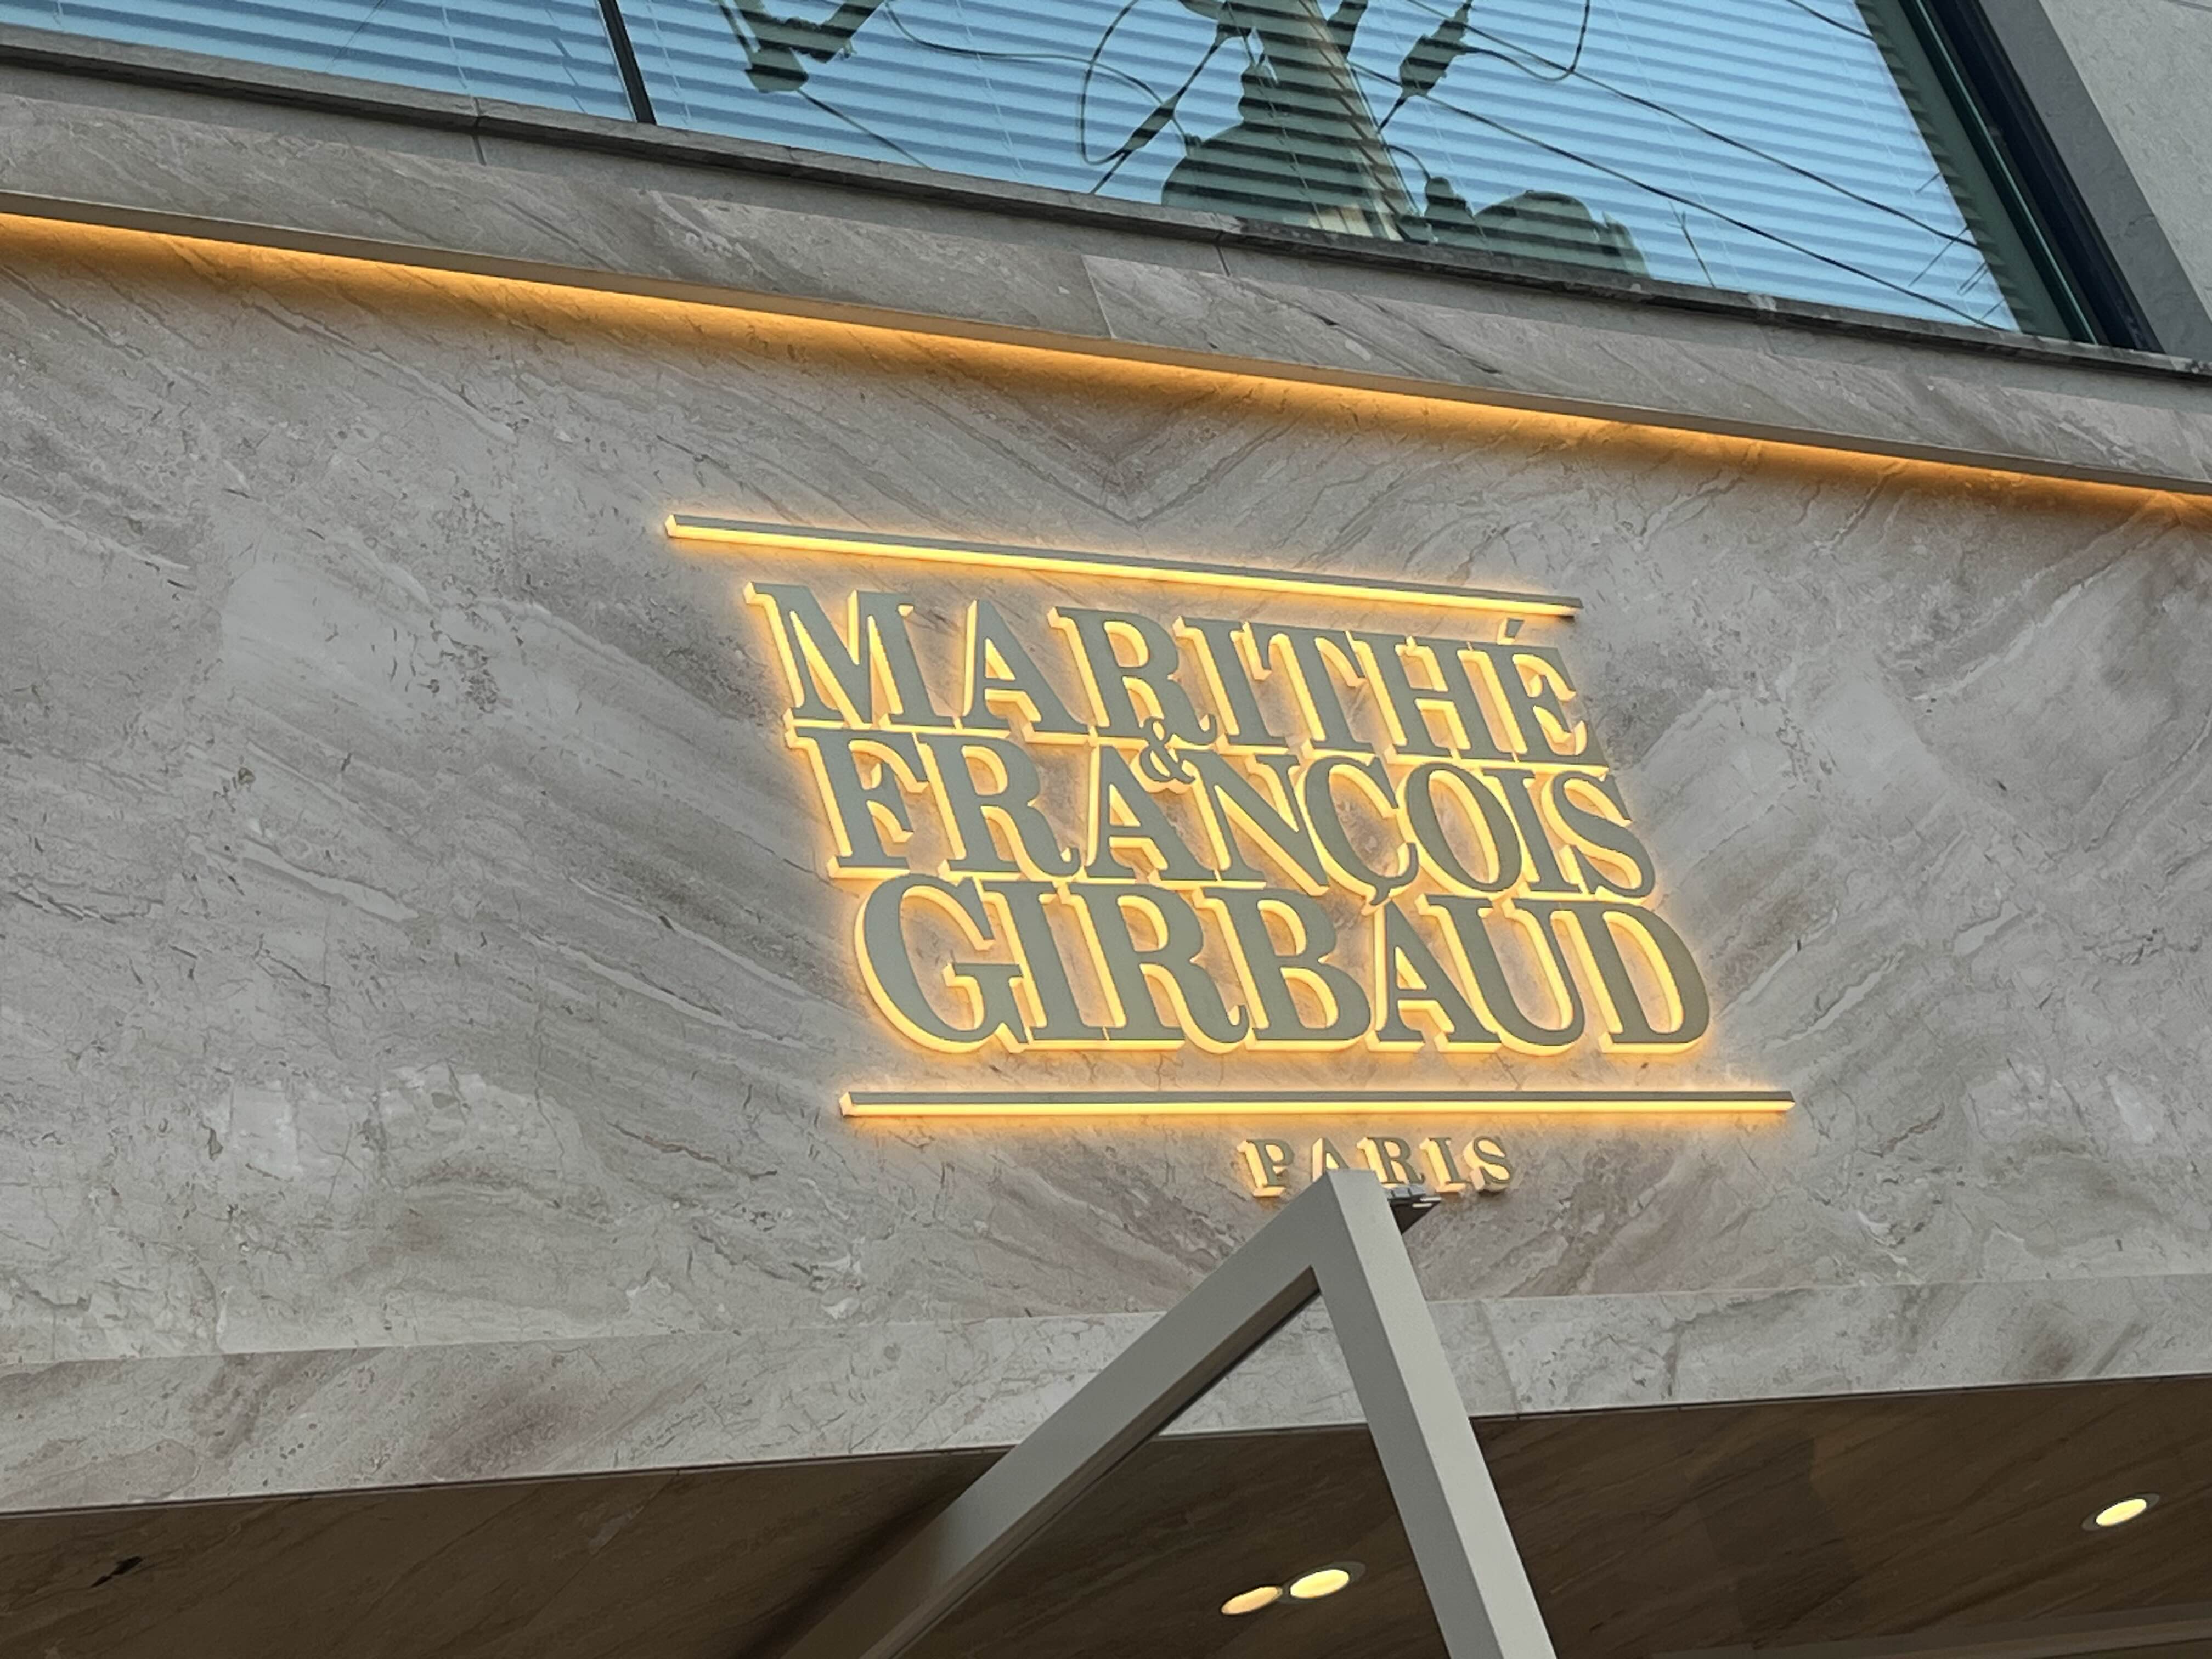 MARITHÉ
&
FRANÇOIS
GIRBAUD
PARIS